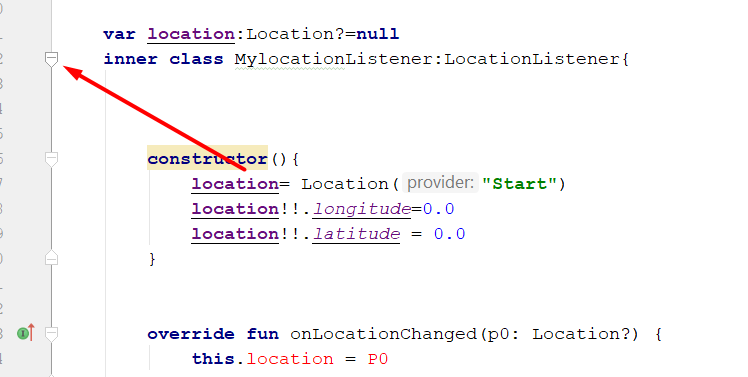 var location:Location?=null
inner class MylocationListener:LocationListener{
constructor(){
location= Location( provider: "Start")
location!!.longitude=0.0
location!!.latitude = 0.0
}
override fun onLocationChanged(p0: Location?) {
this.location = P0